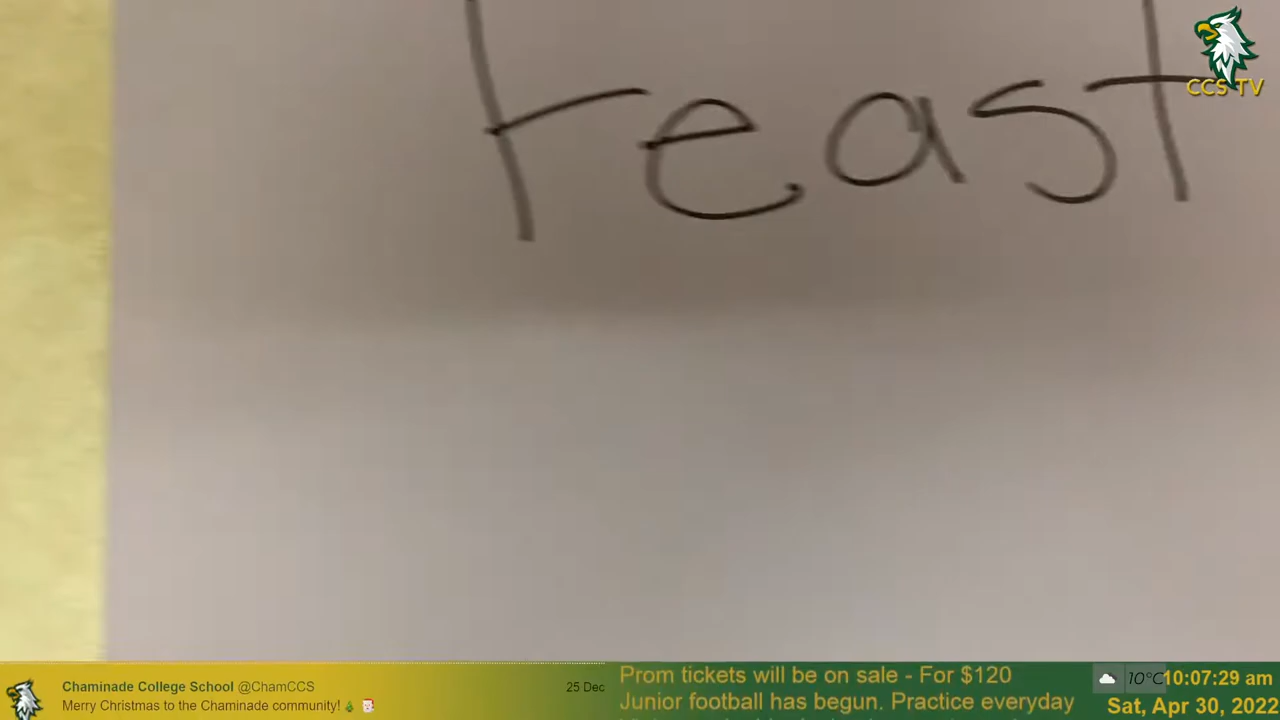 Feast
CCS TV
Chaminade College School @ChamCCS
25 Dec
Merry Christmas to the Chaminade community!🎄🎅
Prom tickets will be on sale - For $120
Junior football has begun. Practice everyday
10°C
10:07:29 am
Sat, Apr 30, 2022